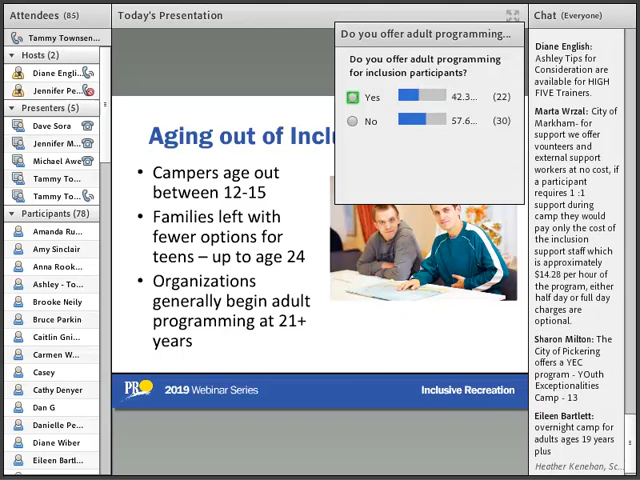 Attendees (85)
Tammy Townsen...
Hosts (2)
Diane Engli...
Jennifer Pe...
Presenters (5)
Dave Sora
Jennifer M...
Michael Awe
Tammy To...
Tammy To...
Participants (78)
Amanda Ru...
Amy Sinclair
Anna Rook...
Ashley - To...
Brooke Neily
Bruce Parkin
Caitlin Gni...
Carmen W...
Casey
Cathy Denyer
Dan G
Danielle Pe...
Diane Wiber
Eileen Bartl...
Today's Presentation
Do you offer adult programming...
Do you offer adult programming
for inclusion participants?
Yes 42.3... (22)
No 57.6... (30)
Aging out of Inclu
• Campers age out
between 12-15
• Families left with
fewer options for
teens – up to age 24
• Organizations
generally begin adult
programming at 21+
years
PRO 2019 Webinar Series
Inclusive Recreation
Chat (Everyone)
Diane English:
Ashley Tips for
Consideration are
available for HIGH
FIVE Trainers.
Marta Wrzal: City of
Markham- for
support we offer
vounteers and
external support
workers at no cost, if
a participant
requires 1 :1
support during
camp they would
pay only the cost of
the inclusion
support staff which
is approximately
$14.28 per hour of
the program, either
half day or full day
charges are
optional.
Sharon Milton: The
City of Pickering
offers a YEC
program - YOuth
Exceptionalities
Camp - 13
Eileen Bartlett:
overnight camp for
adults ages 19 years
plus
Heather Kenehan, Sc...